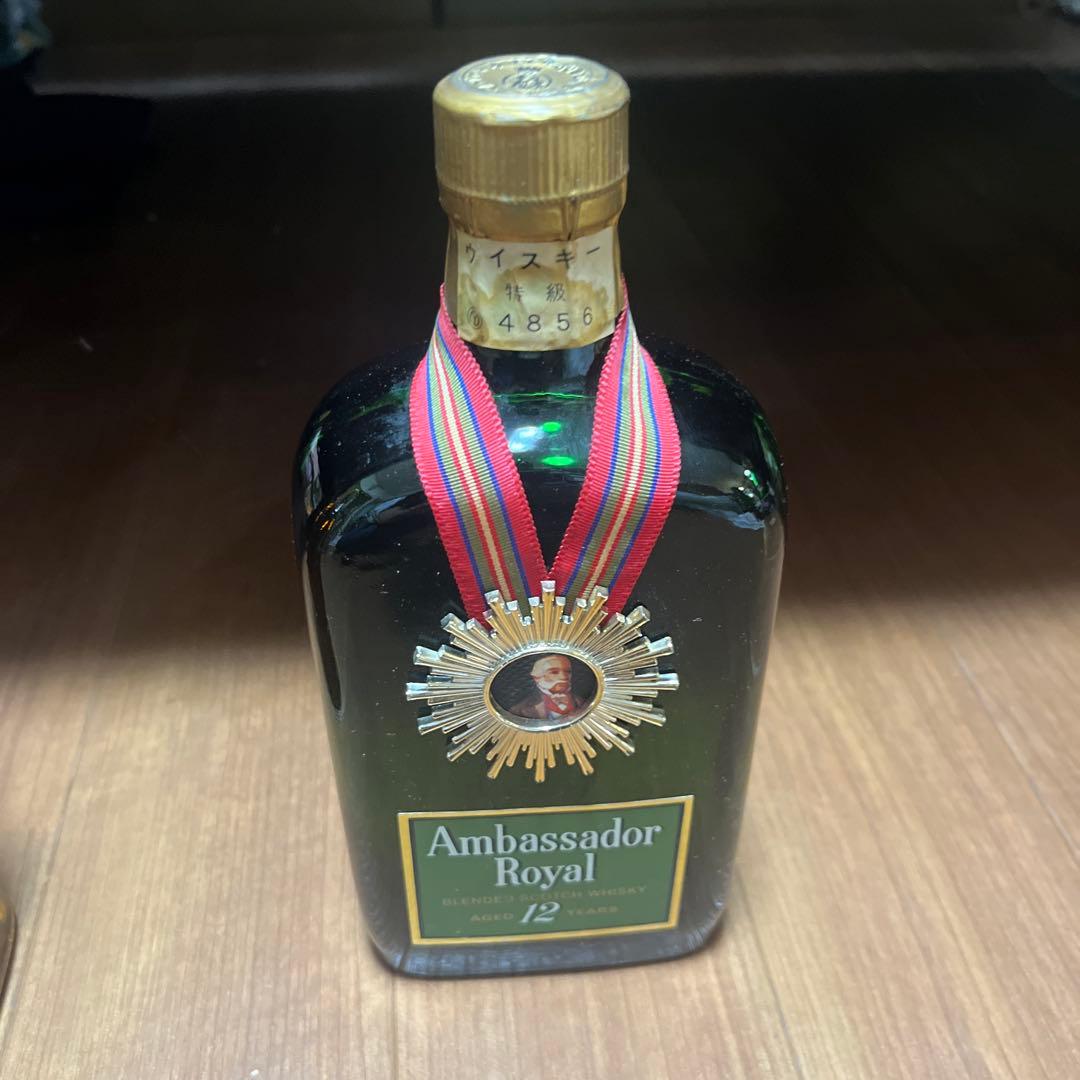 ウイスキー
特級
4856
Ambassador
Royal
BLENDED SCOTCH WHISKY
AGED 12 YEARS